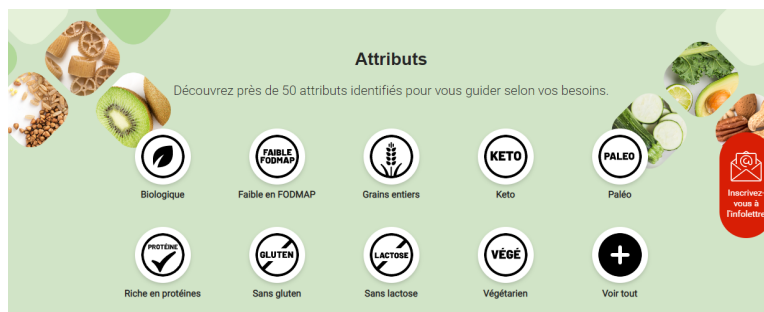 Attributs
Découvrez près de 50 attributs identifiés pour vous guider selon vos besoins.
FAIBLE
FODMAP
KETO
PALEO
Biologique
Faible en FODMAP
Grains entiers
Keto
Paléo
Inscrivez-
vous à
l'infolettre
PROTÉINE
GLUTEN
LACTOSE
VÉGÉ
Riche en protéines
Sans gluten
Sans lactose
Végétarien
Voir tout